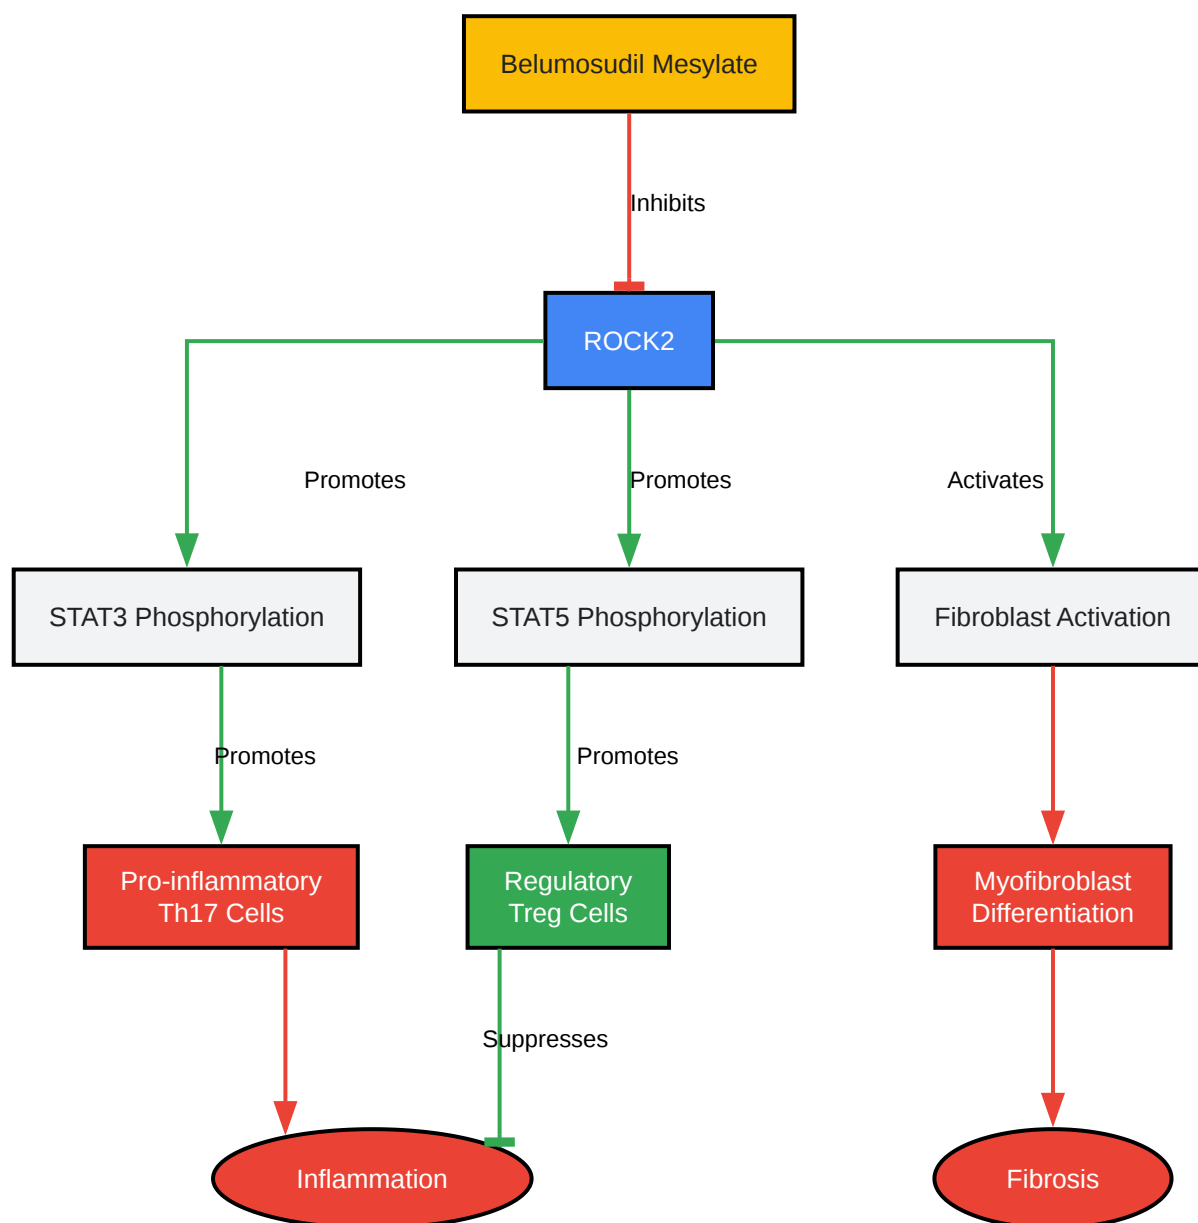 Belumosudil Mesylate
Inhibits
ROCK2
Promotes
Promotes
Activates
STAT3 Phosphorylation
STAT5 Phosphorylation
Fibroblast Activation
Promotes
Promotes
Pro-inflammatory
Th17 Cells
Regulatory
Treg Cells
Myofibroblast
Differentiation
Suppresses
Inflammation
Fibrosis